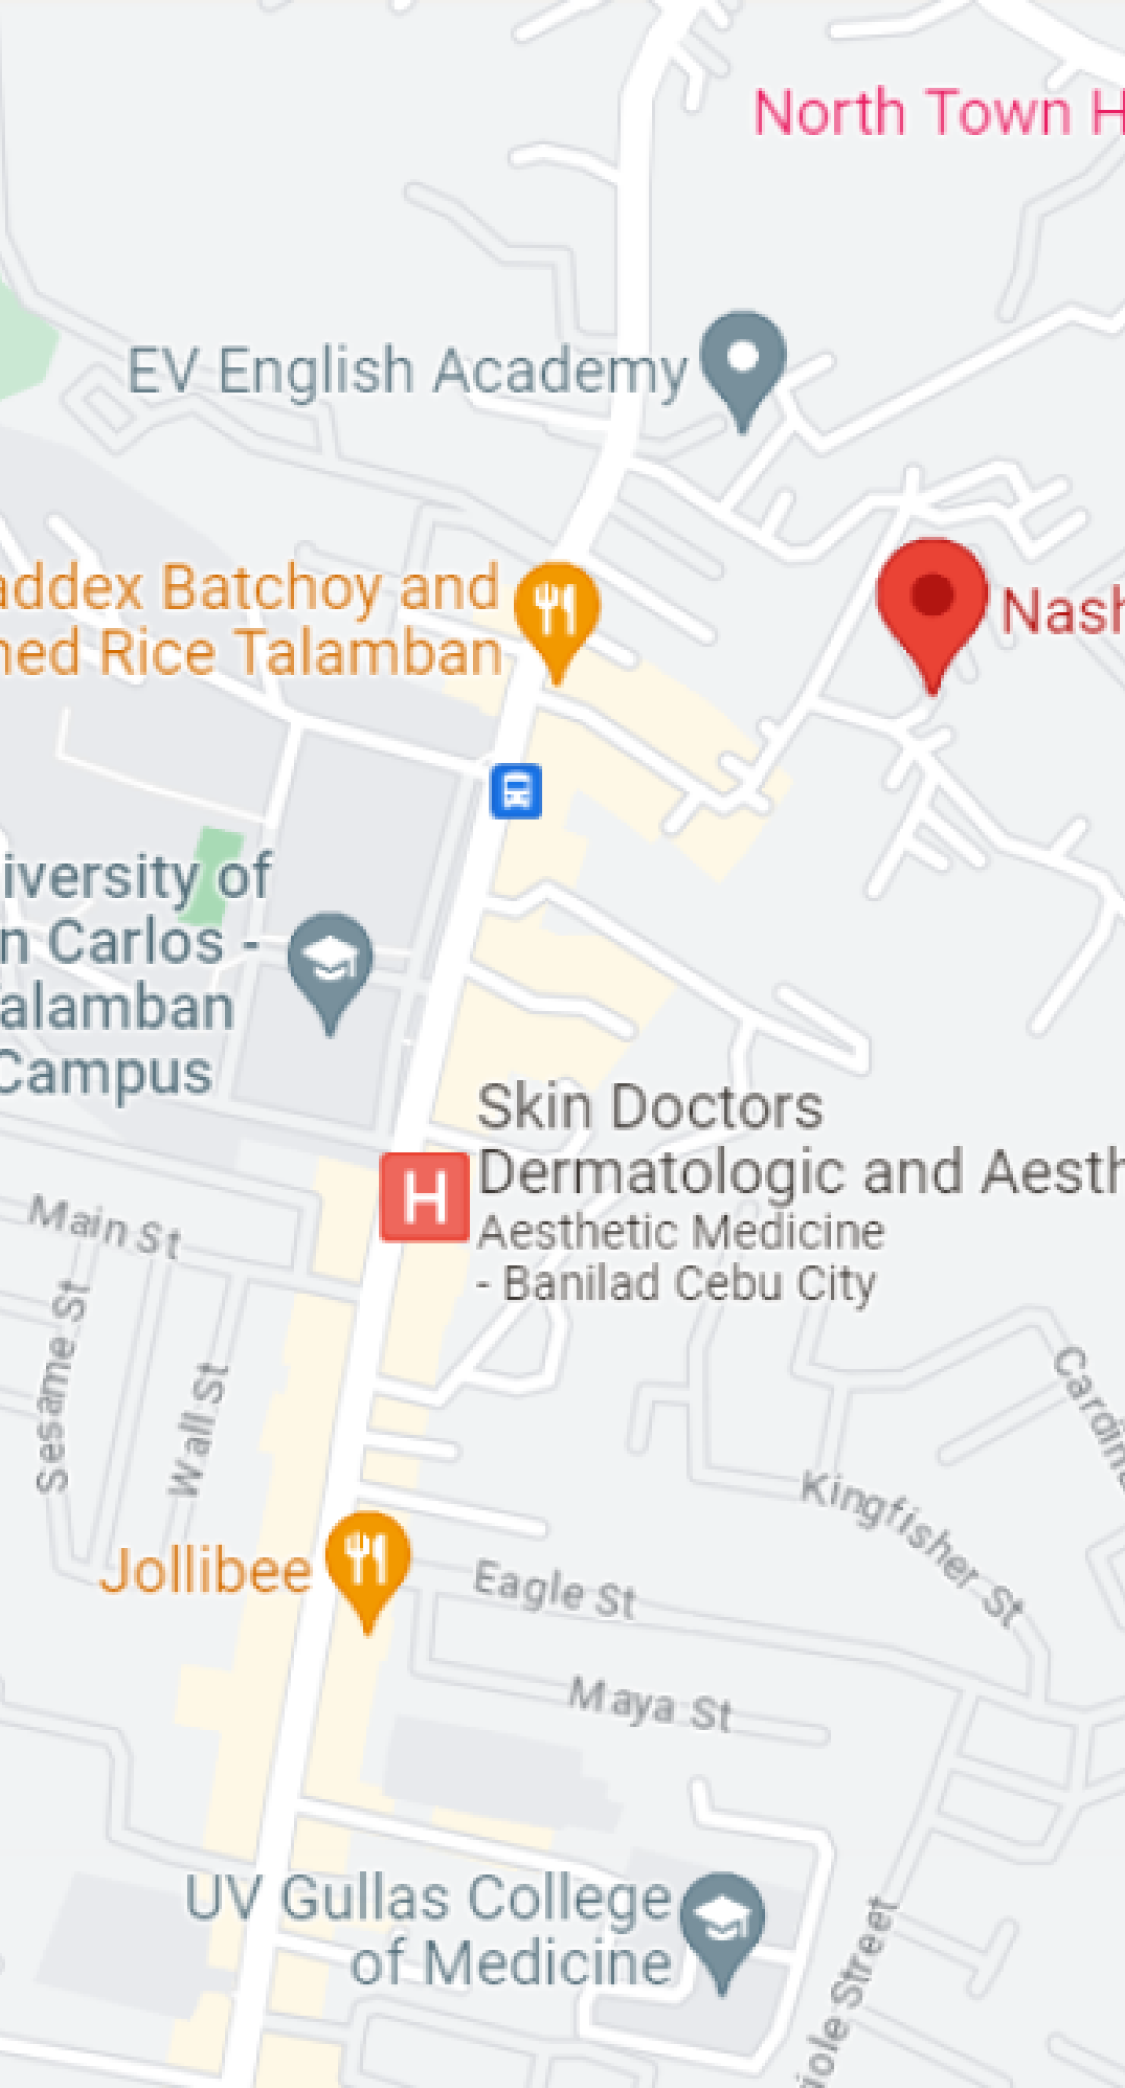 North Town H
EV English Academy
addex Batchoy and
ned Rice Talamban
Nash
iversity of
n Carlos -
alamban
Campus
Skin Doctors
Dermatologic and Aesth
Aesthetic Medicine
- Banilad Cebu City
H
Main St
Sesame St
Wall St
Cardina
Kingfisher St
Jollibee
Eagle St
Maya St
UV Gullas College
of Medicine
iole Street